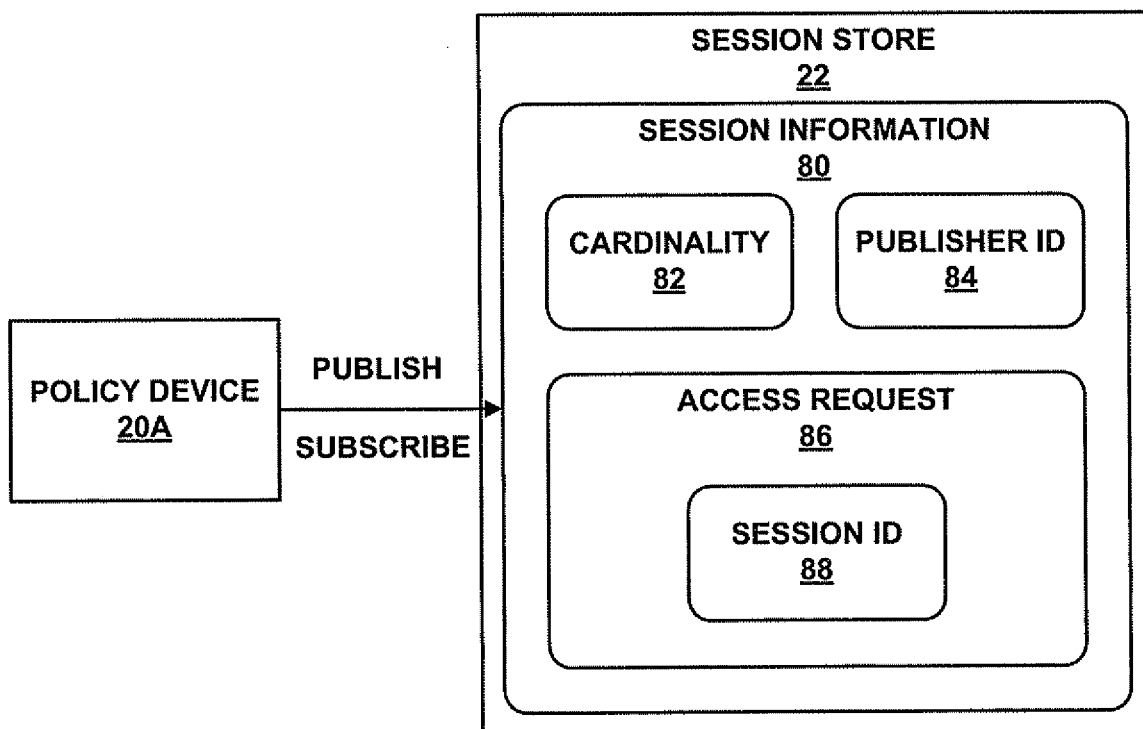 SESSION STORE
22
SESSION INFORMATION
80
CARDINALITY
82
PUBLISHER ID
84
POLICY DEVICE
20A
PUBLISH
SUBSCRIBE
ACCESS REQUEST
86
SESSION ID
88